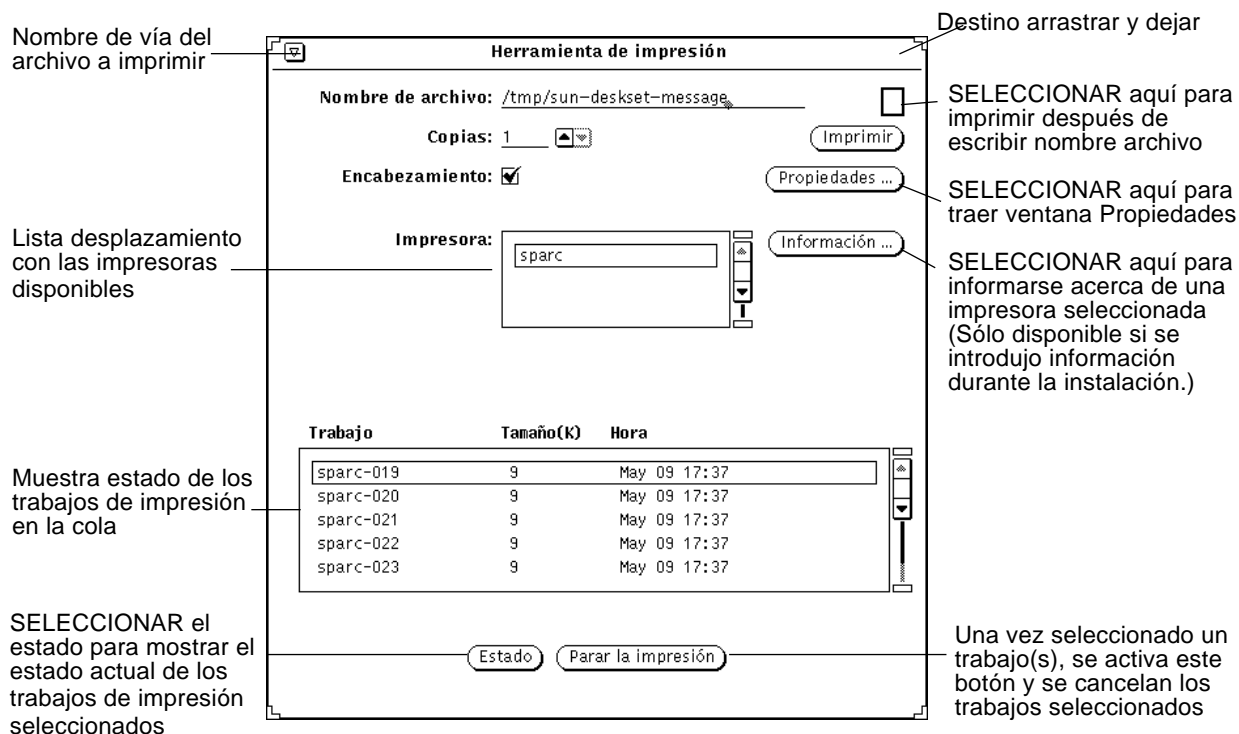 Nombre de vía del
archivo a imprimir
Destino arrastrar y dejar
Herramienta de impresión
Nombre de archivo: /tmp/sun-deskset-message
SELECCIONAR aquí para
imprimir después de
escribir nombre archivo
Copias: 1
Imprimir
Encabezamiento:
Propiedades ...
SELECCIONAR aquí para
traer ventana Propiedades
Lista desplazamiento
con las impresoras
disponibles
Impresora:
sparc
Información ...
SELECCIONAR aquí para
informarse acerca de una
impresora seleccionada
(Sólo disponible si se
introdujo información
durante la instalación.)
Trabajo Tamaño(K) Hora
sparc-019 9 May 09 17:37
sparc-020 9 May 09 17:37
sparc-021 9 May 09 17:37
sparc-022 9 May 09 17:37
sparc-023 9 May 09 17:37
Muestra estado de los
trabajos de impresión
en la cola
SELECCIONAR el
estado para mostrar el
estado actual de los
trabajos de impresión
seleccionados
Estado
Parar la impresión
Una vez seleccionado un
trabajo(s), se activa este
botón y se cancelan los
trabajos seleccionados